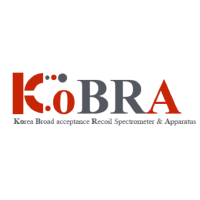 KoBRA
Korea Broad acceptance Recoil Spectrometer & Apparatus